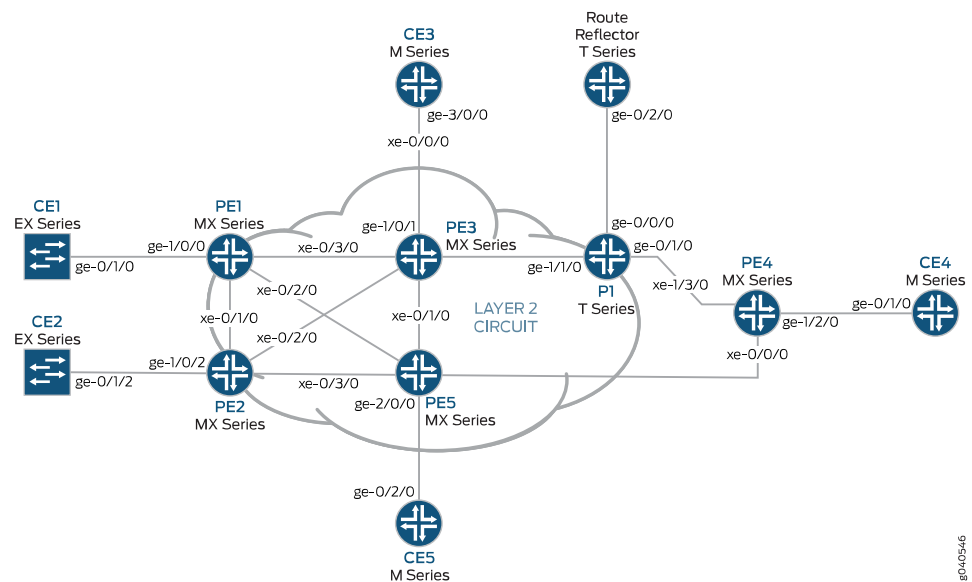 CE3
M Series
ge-3/0/0
xe-0/0/0
Route
Reflector
T Series
ge-0/2/0
CE1
EX Series
ge-0/1/0
PE1
MX Series
ge-1/0/0
xe-0/3/0
ge-1/0/1
PE3
MX Series
ge-1/1/0
ge-0/0/0
ge-0/1/0
P1
T Series
xe-1/3/0
PE4
MX Series
ge-1/2/0
xe-0/0/0
CE4
M Series
ge-0/1/0
xe-0/2/0
xe-0/1/0
xe-0/2/0
xe-0/1/0
LAYER 2
CIRCUIT
CE2
EX Series
ge-0/1/2
ge-1/0/2
PE2
MX Series
xe-0/3/0
ge-2/0/0
PE5
MX Series
ge-0/2/0
CE5
M Series
g040546